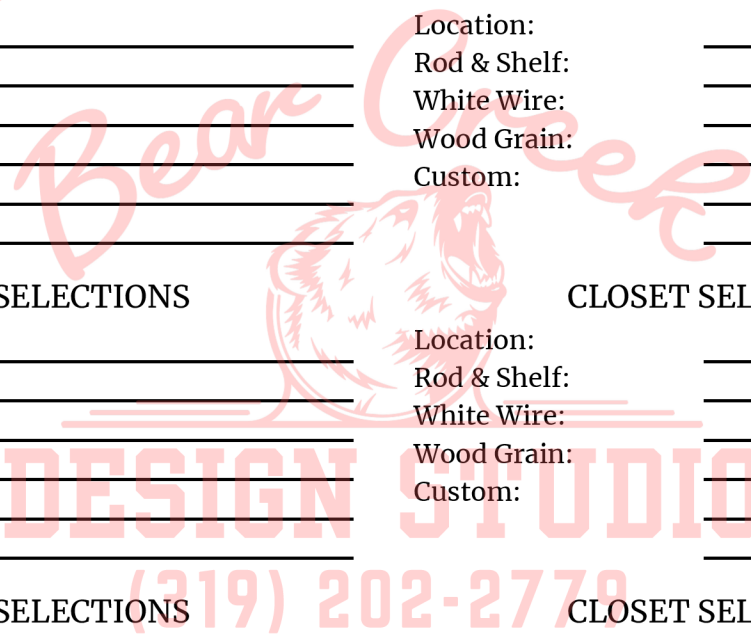 Location:
Rod & Shelf:
White Wire:
Wood Grain:
Custom:
Bear Creek
SELECTIONS
CLOSET SEL
Location:
Rod & Shelf:
White Wire:
Wood Grain:
Custom:
DESIGN STUDIO
(319) 202-2779
SELECTIONS
CLOSET SEL